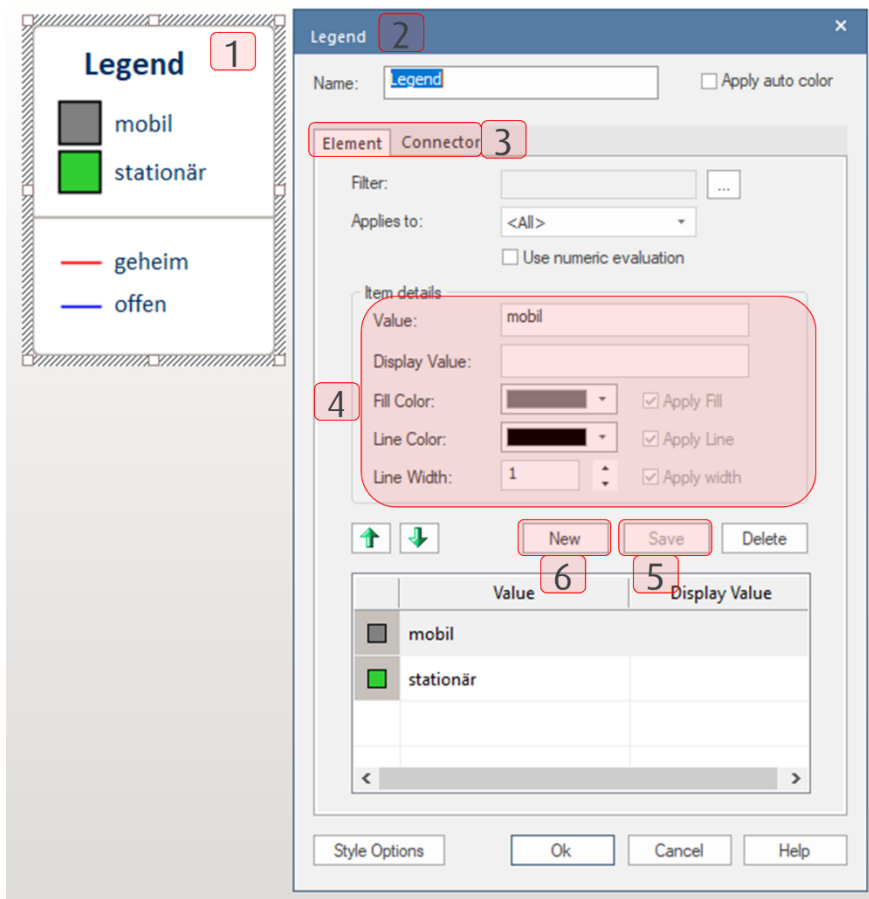 Legend 1
mobil
stationär
geheim
offen
Legend 2 ×
Name: Legend Apply auto color
Element Connector 3
Filter: ...
Applies to: <All>
Use numeric evaluation
Item details
Value: mobil
Display Value:
4 Fill Color: Apply Fill
Line Color: Apply Line
Line Width: 1 Apply width
New Save Delete
6 5
Value Display Value
mobil
stationär
< >
Style Options Ok Cancel Help